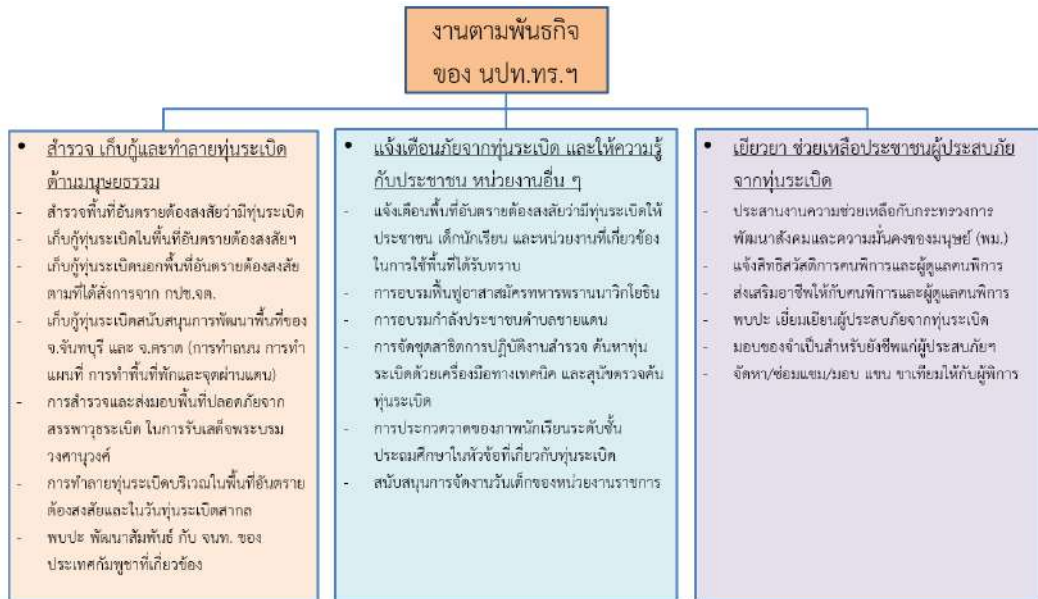 งานตามพันธกิจ
ของ นปท.ทร.ฯ
• สำรวจ เก็บกู้และทำลายทุ่นระเบิด
ด้านมนุษยธรรม
- สำรวจพื้นที่อันตรายต้องสงสัยว่ามีทุ่นระเบิด
- เก็บกู้ทุ่นระเบิดในพื้นที่อันตรายต้องสงสัยฯ
- เก็บกู้ทุ่นระเบิดนอกพื้นที่อันตรายต้องสงสัย
ตามที่ได้สั่งการจาก กปช.จต.
- เก็บกู้ทุ่นระเบิดสนับสนุนการพัฒนาพื้นที่ของ
จ.จันทบุรี และ จ.ตราด (การทำถนน การทำ
แผนที่ การทำพื้นที่พักและจุดผ่านแดน)
- การสำรวจและส่งมอบพื้นที่ปลอดภัยจาก
สรรพาวุธระเบิด ในการรับเสด็จพระบรม
วงศานุวงศ์
- การทำลายทุ่นระเบิดบริเวณในพื้นที่อันตราย
ต้องสงสัยและในวันทุ่นระเบิดสากล
- พบปะ พัฒนาสัมพันธ์ กับ จนท. ของ
ประเทศกัมพูชาที่เกี่ยวข้อง
• แจ้งเตือนภัยจากทุ่นระเบิด และให้ความรู้
กับประชาชน หน่วยงานอื่น ๆ
- แจ้งเตือนพื้นที่อันตรายต้องสงสัยว่ามีทุ่นระเบิดให้
ประชาชน เด็กนักเรียน และหน่วยงานที่เกี่ยวข้อง
ในการใช้พื้นที่ได้รับทราบ
- การอบรมฟื้นฟูอาสาสมัครทหารพรานนาวิกโยธิน
- การอบรมกำลังประชาชนตำบลชายแดน
- การจัดชุดสาธิตการปฏิบัติงานสำรวจ ค้นหาทุ่น
ระเบิดด้วยเครื่องมือทางเทคนิค และสุนัขตรวจค้น
ทุ่นระเบิด
- การประกวดวาดของภาพนักเรียนระดับชั้น
ประถมศึกษาในหัวข้อที่เกี่ยวกับทุ่นระเบิด
- สนับสนุนการจัดงานวันเด็กของหน่วยงานราชการ
• เยียวยา ช่วยเหลือประชาชนผู้ประสบภัย
จากทุ่นระเบิด
- ประสานงานความช่วยเหลือกับกระทรวงการ
พัฒนาสังคมและความมั่นคงของมนุษย์ (พม.)
- แจ้งสิทธิสวัสดิการคนพิการและผู้ดูแลคนพิการ
- ส่งเสริมอาชีพให้กับคนพิการและผู้ดูแลคนพิการ
- พบปะ เยี่ยมเยียนผู้ประสบภัยจากทุ่นระเบิด
- มอบของจำเป็นสำหรับยังชีพแก่ผู้ประสบภัยฯ
- จัดหา/ซ่อมแซม/มอบ แขน ขาเทียมให้กับผู้พิการ